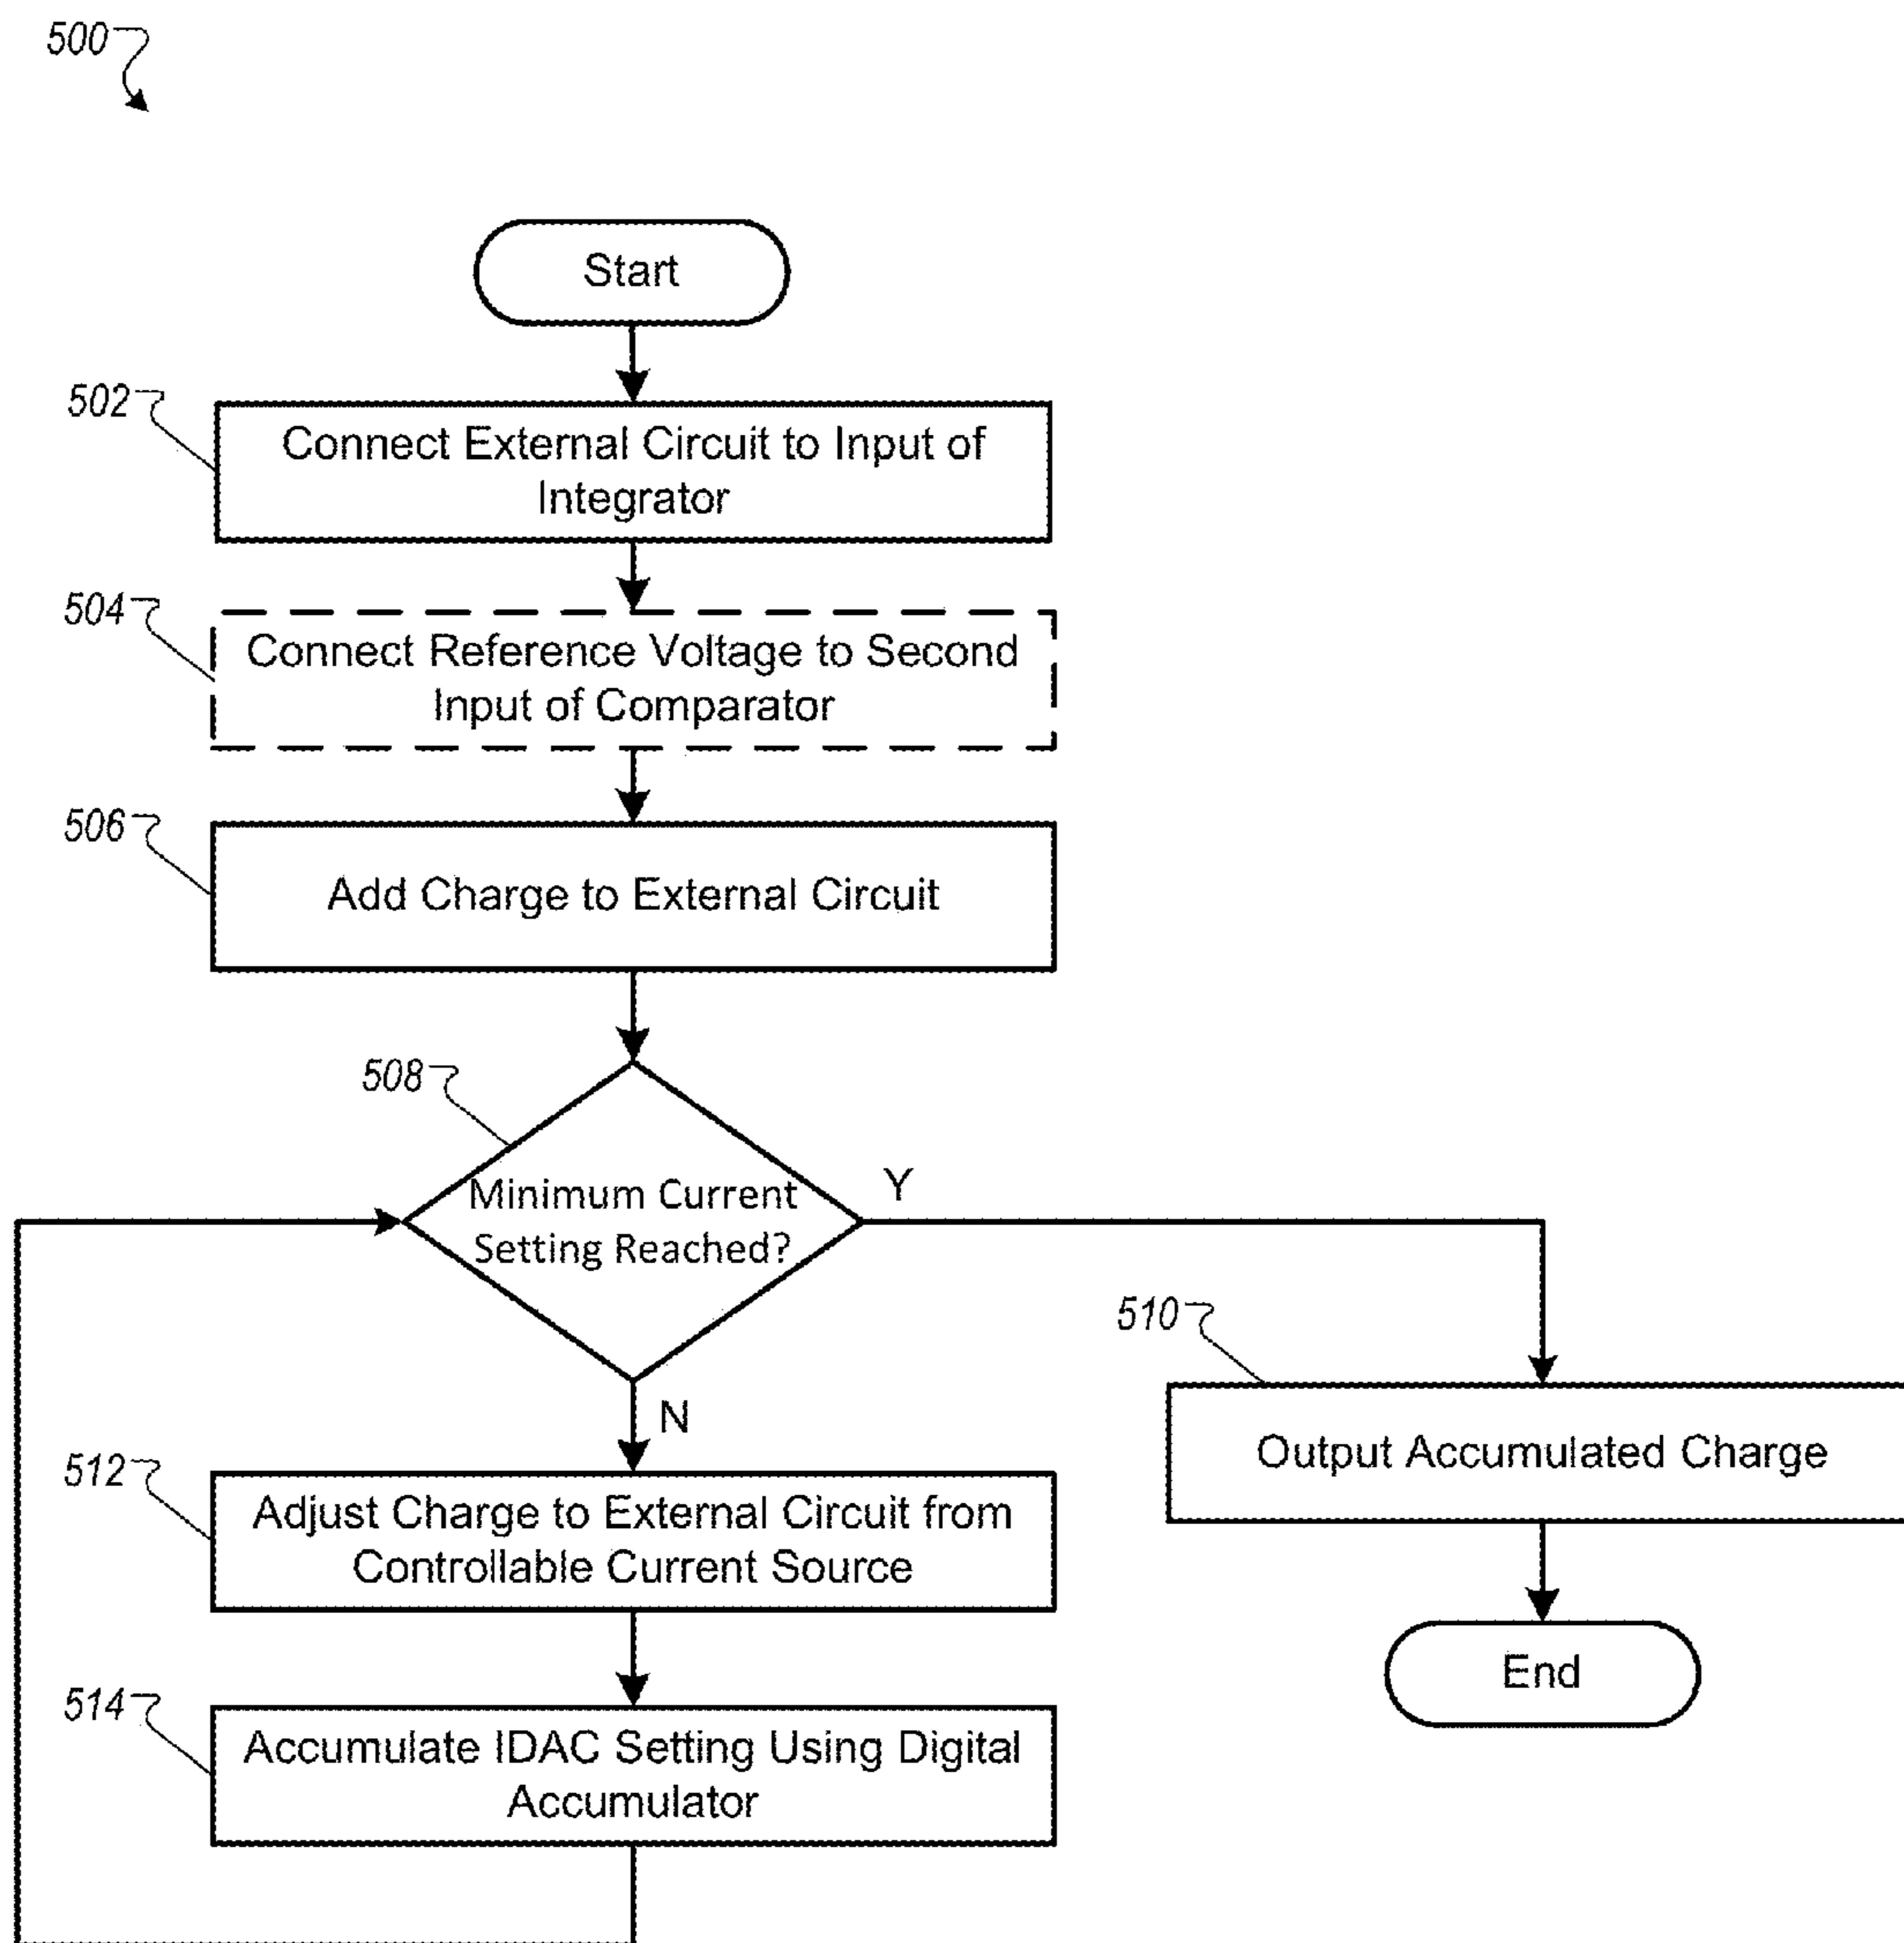 500
Start
502
Connect External Circuit to Input of
Integrator
504
Connect Reference Voltage to Second
Input of Comparator
506
Add Charge to External Circuit
508
Minimum Current
Setting Reached?
Y
N
510
Output Accumulated Charge
End
512
Adjust Charge to External Circuit from
Controllable Current Source
514
Accumulate IDAC Setting Using Digital
Accumulator